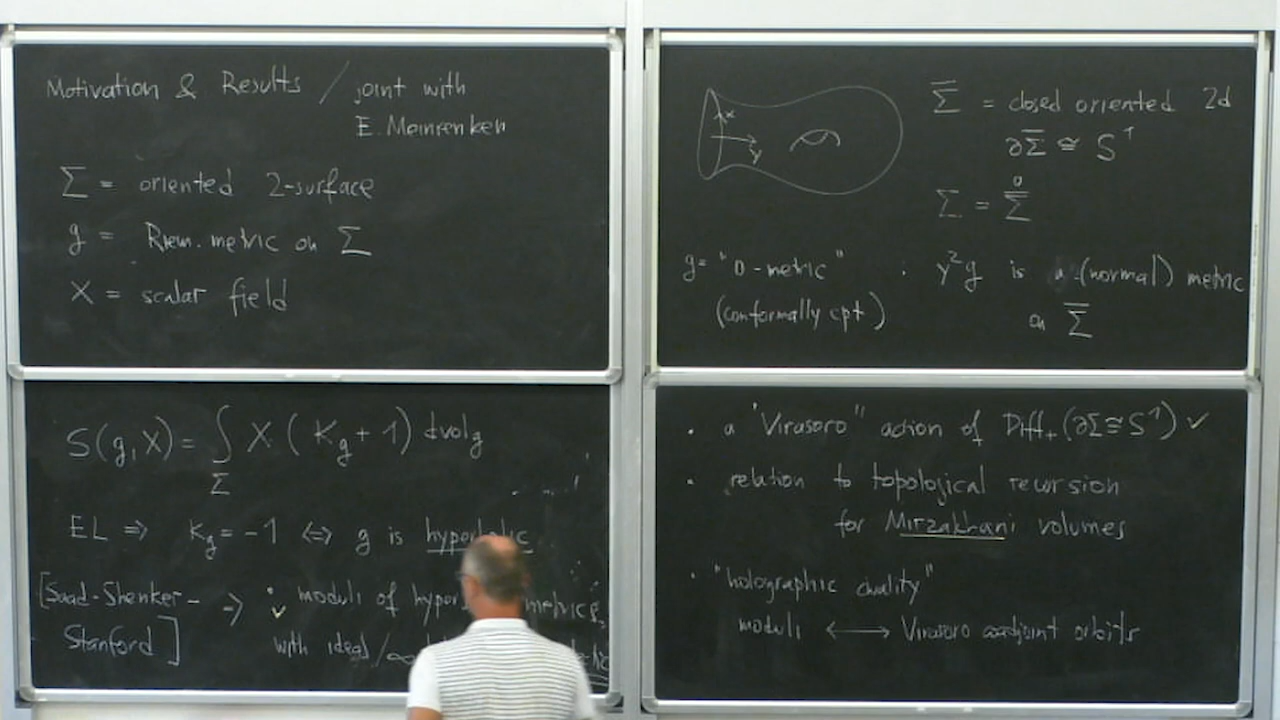 Motivation & Results / joint with
E. Meinrenken
Σ = oriented 2-surface
g = Riem. metric on Σ
X = scalar field
S(g,X) = ∫_Σ X (K_g + 1) dvol_g
EL ⇒ K_g = -1 ⇔ g is hyperbolic
[Saad-Shenker-Stanford] ⇒ • moduli of hyper metrics
✓ with ideal/
x
y
Σ̅ = closed oriented 2d
∂Σ̅ ≅ S¹
Σ = Σ̅°
g = "0-metric" · y²g is a (normal) metric
(conformally cpt) on Σ̅
· a "Virasoro" action of Diff₊(∂Σ̅≅S¹) ✓
· relation to topological recursion
for Mirzakhani volumes
· "holographic duality"
moduli ⟷ Virasoro coadjoint orbits